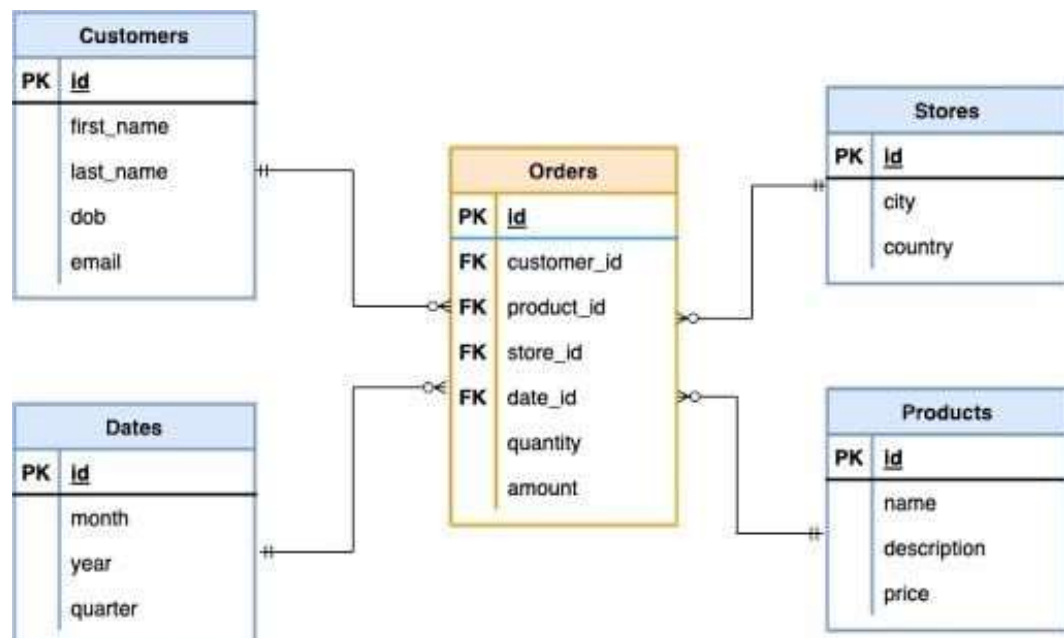 Customers
PK id
first_name
last_name
dob
email
Dates
PK id
month
year
quarter
Orders
PK id
FK customer_id
FK product_id
FK store_id
FK date_id
quantity
amount
Stores
PK id
city
country
Products
PK id
name
description
price